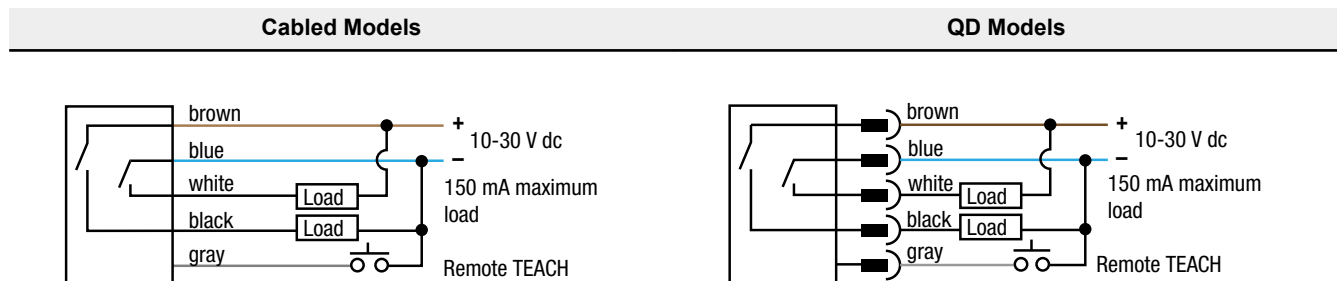 Cabled Models
brown
blue
white
black
gray
Load
Load
+
10-30 V dc
–
150 mA maximum
load
Remote TEACH
QD Models
brown
blue
white
black
gray
Load
Load
+
10-30 V dc
–
150 mA maximum
load
Remote TEACH